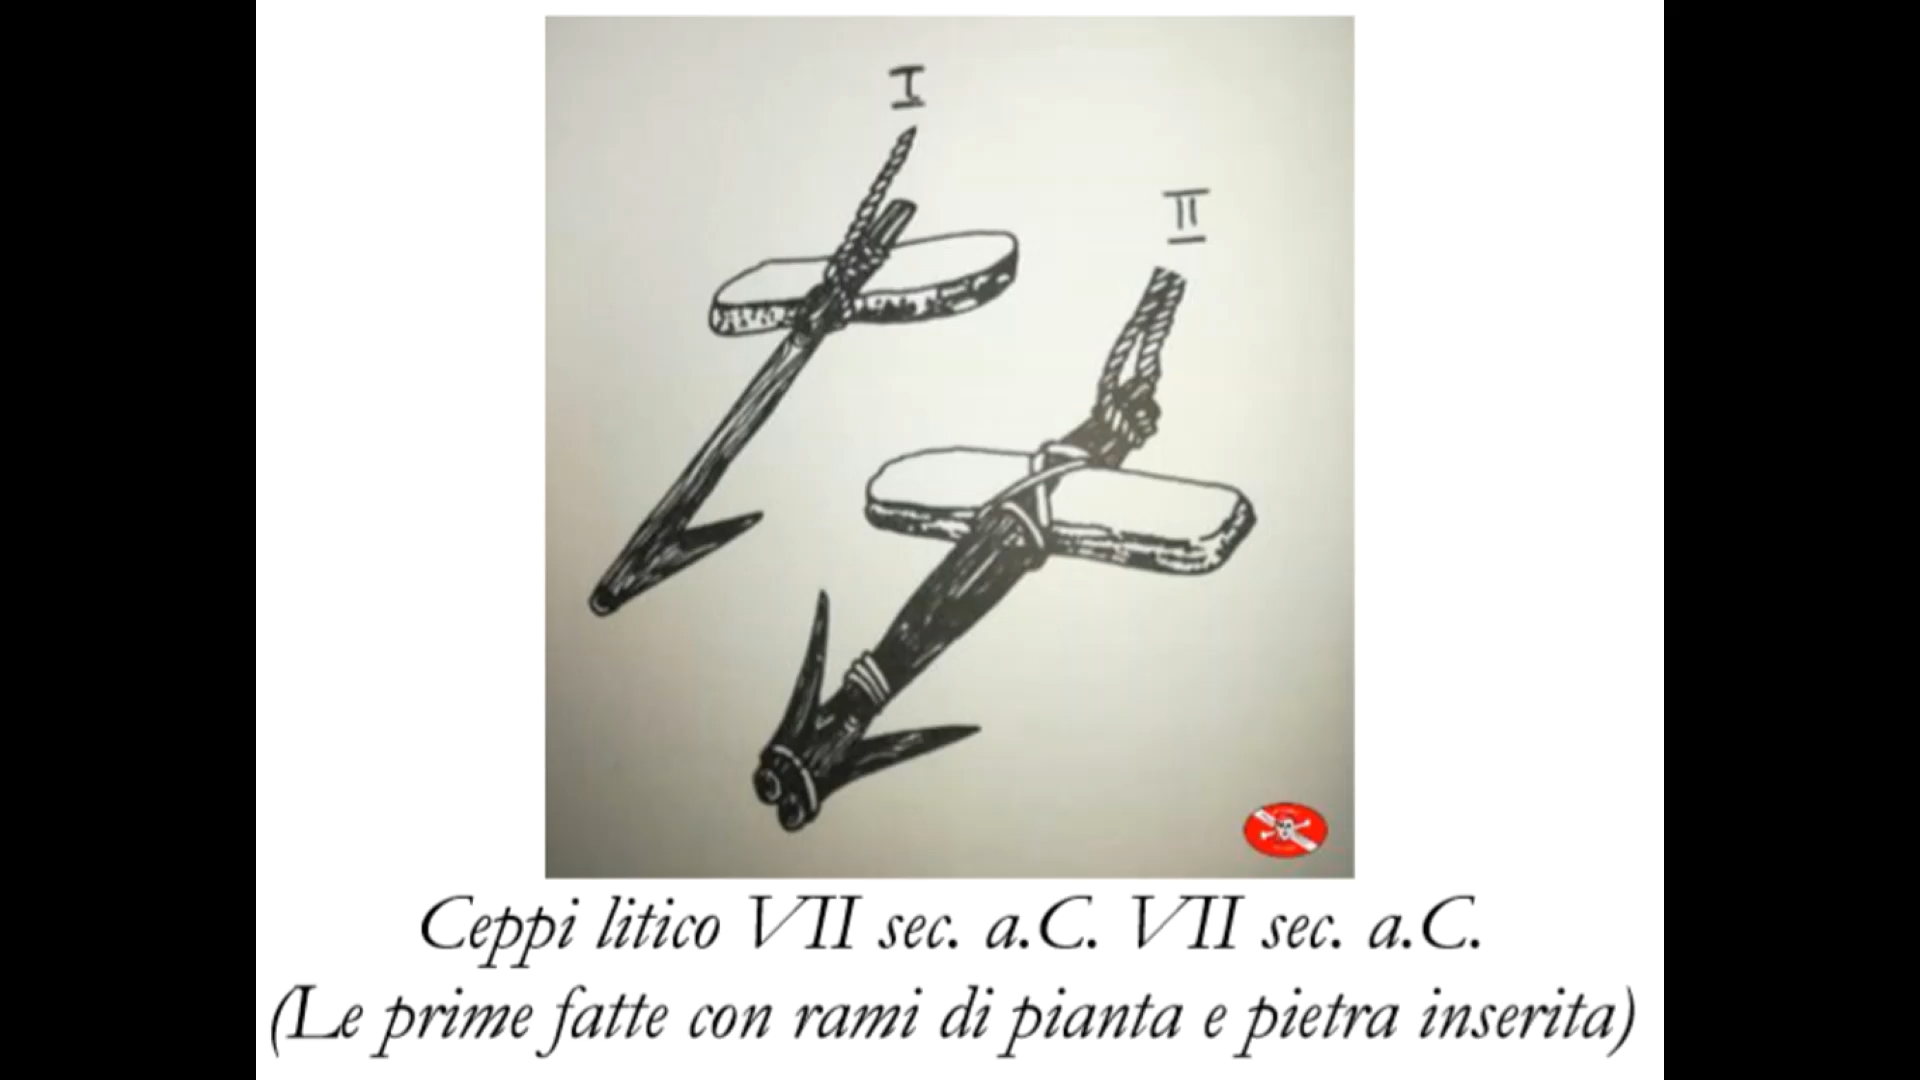 I
II
Ceppi litico VII sec. a.C. VII sec. a.C.
(Le prime fatte con rami di pianta e pietra inserita)